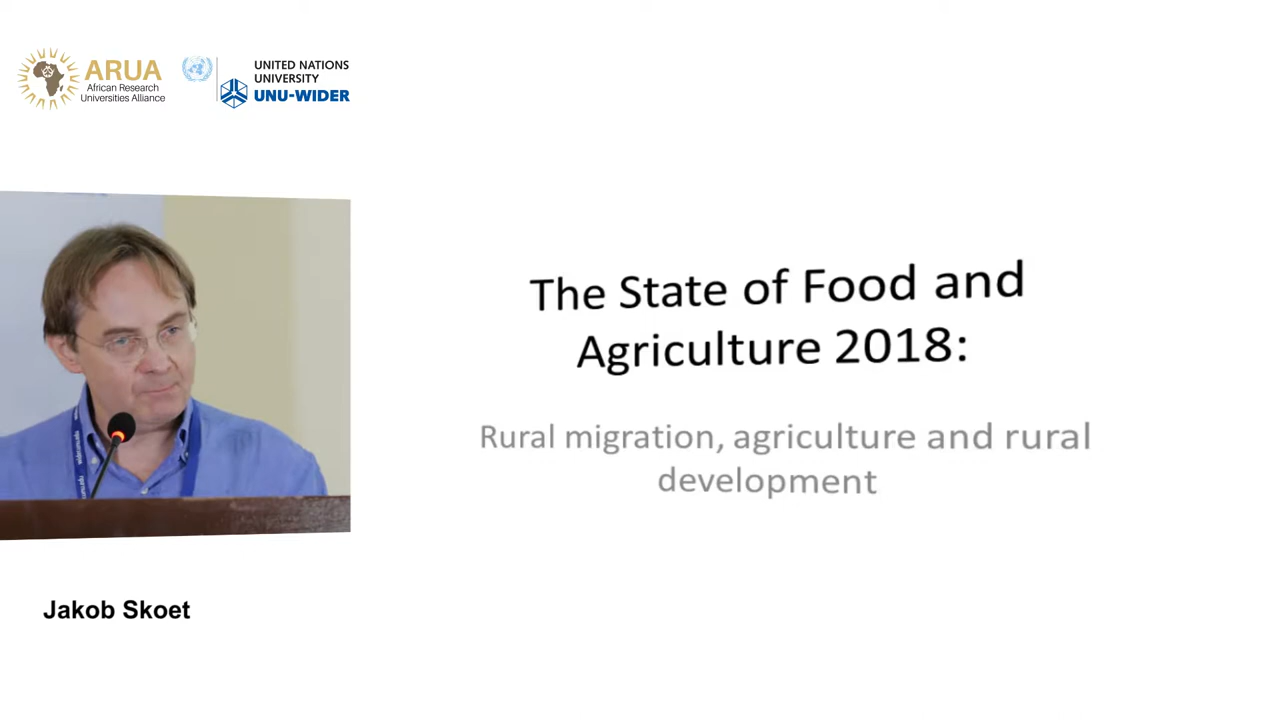 ARUA
African Research
Universities Alliance
UNITED NATIONS
UNIVERSITY
UNU-WIDER
The State of Food and
Agriculture 2018:
Rural migration, agriculture and rural
development
Jakob Skoet